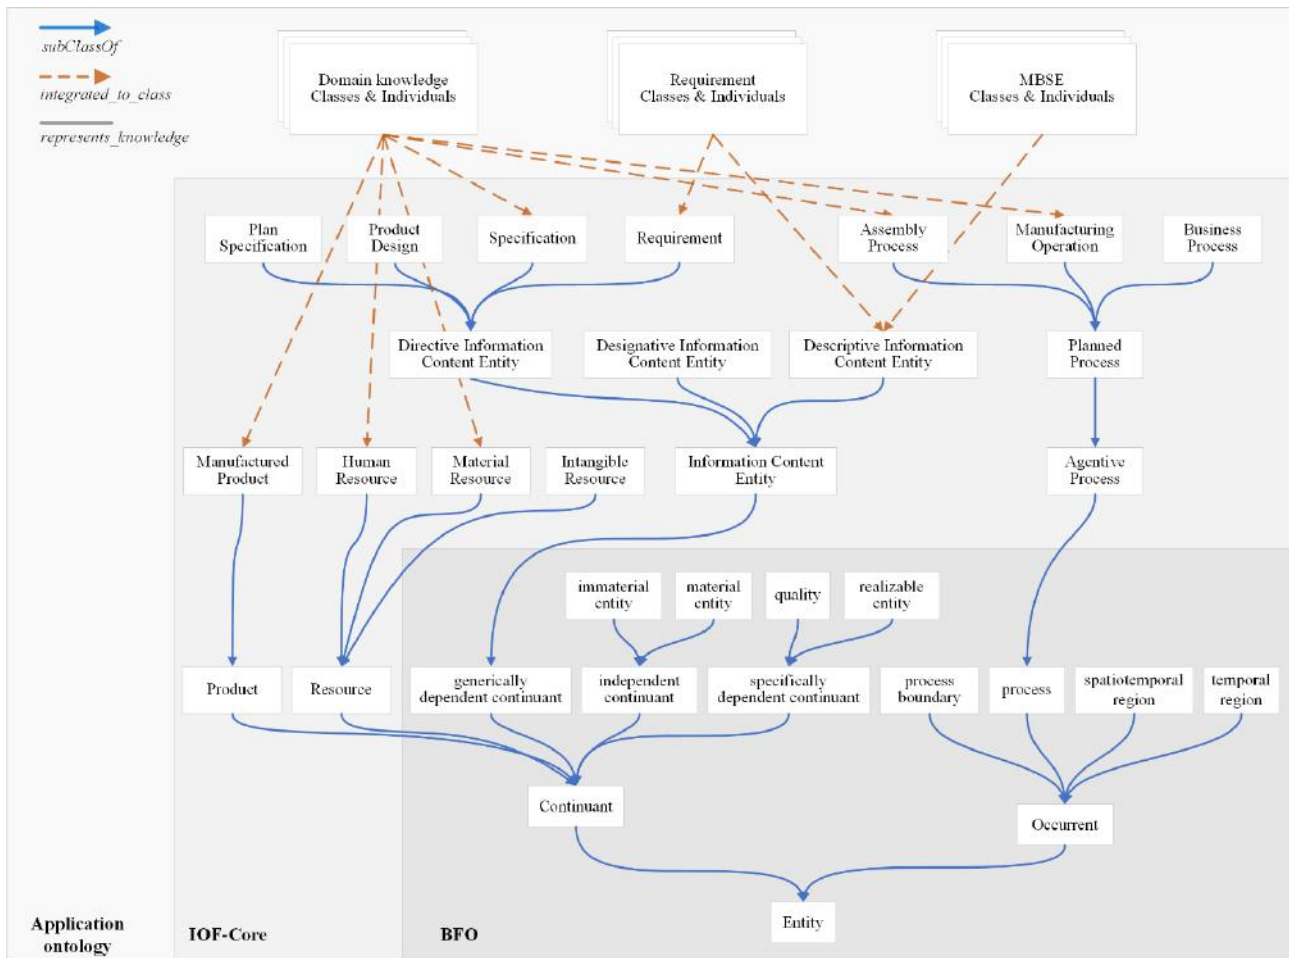 subClassOf
integrated_to_class
represents_knowledge
Domain knowledge
Classes & Individuals
Requirement
Classes & Individuals
MBSE
Classes & Individuals
Plan
Specification
Product
Design
Specification
Requirement
Assembly
Process
Manufacturing
Operation
Business
Process
Directive Information
Content Entity
Designative Information
Content Entity
Descriptive Information
Content Entity
Planned
Process
Manufactured
Product
Human
Resource
Material
Resource
Intangible
Resource
Information Content
Entity
Agentive
Process
immaterial
entity
material
entity
quality
realizable
entity
Product
Resource
generically
dependent continuant
independent
continuant
specifically
dependent continuant
process
boundary
process
spatiotemporal
region
temporal
region
Continuant
Occurrent
Entity
Application
ontology
IOF-Core
BFO